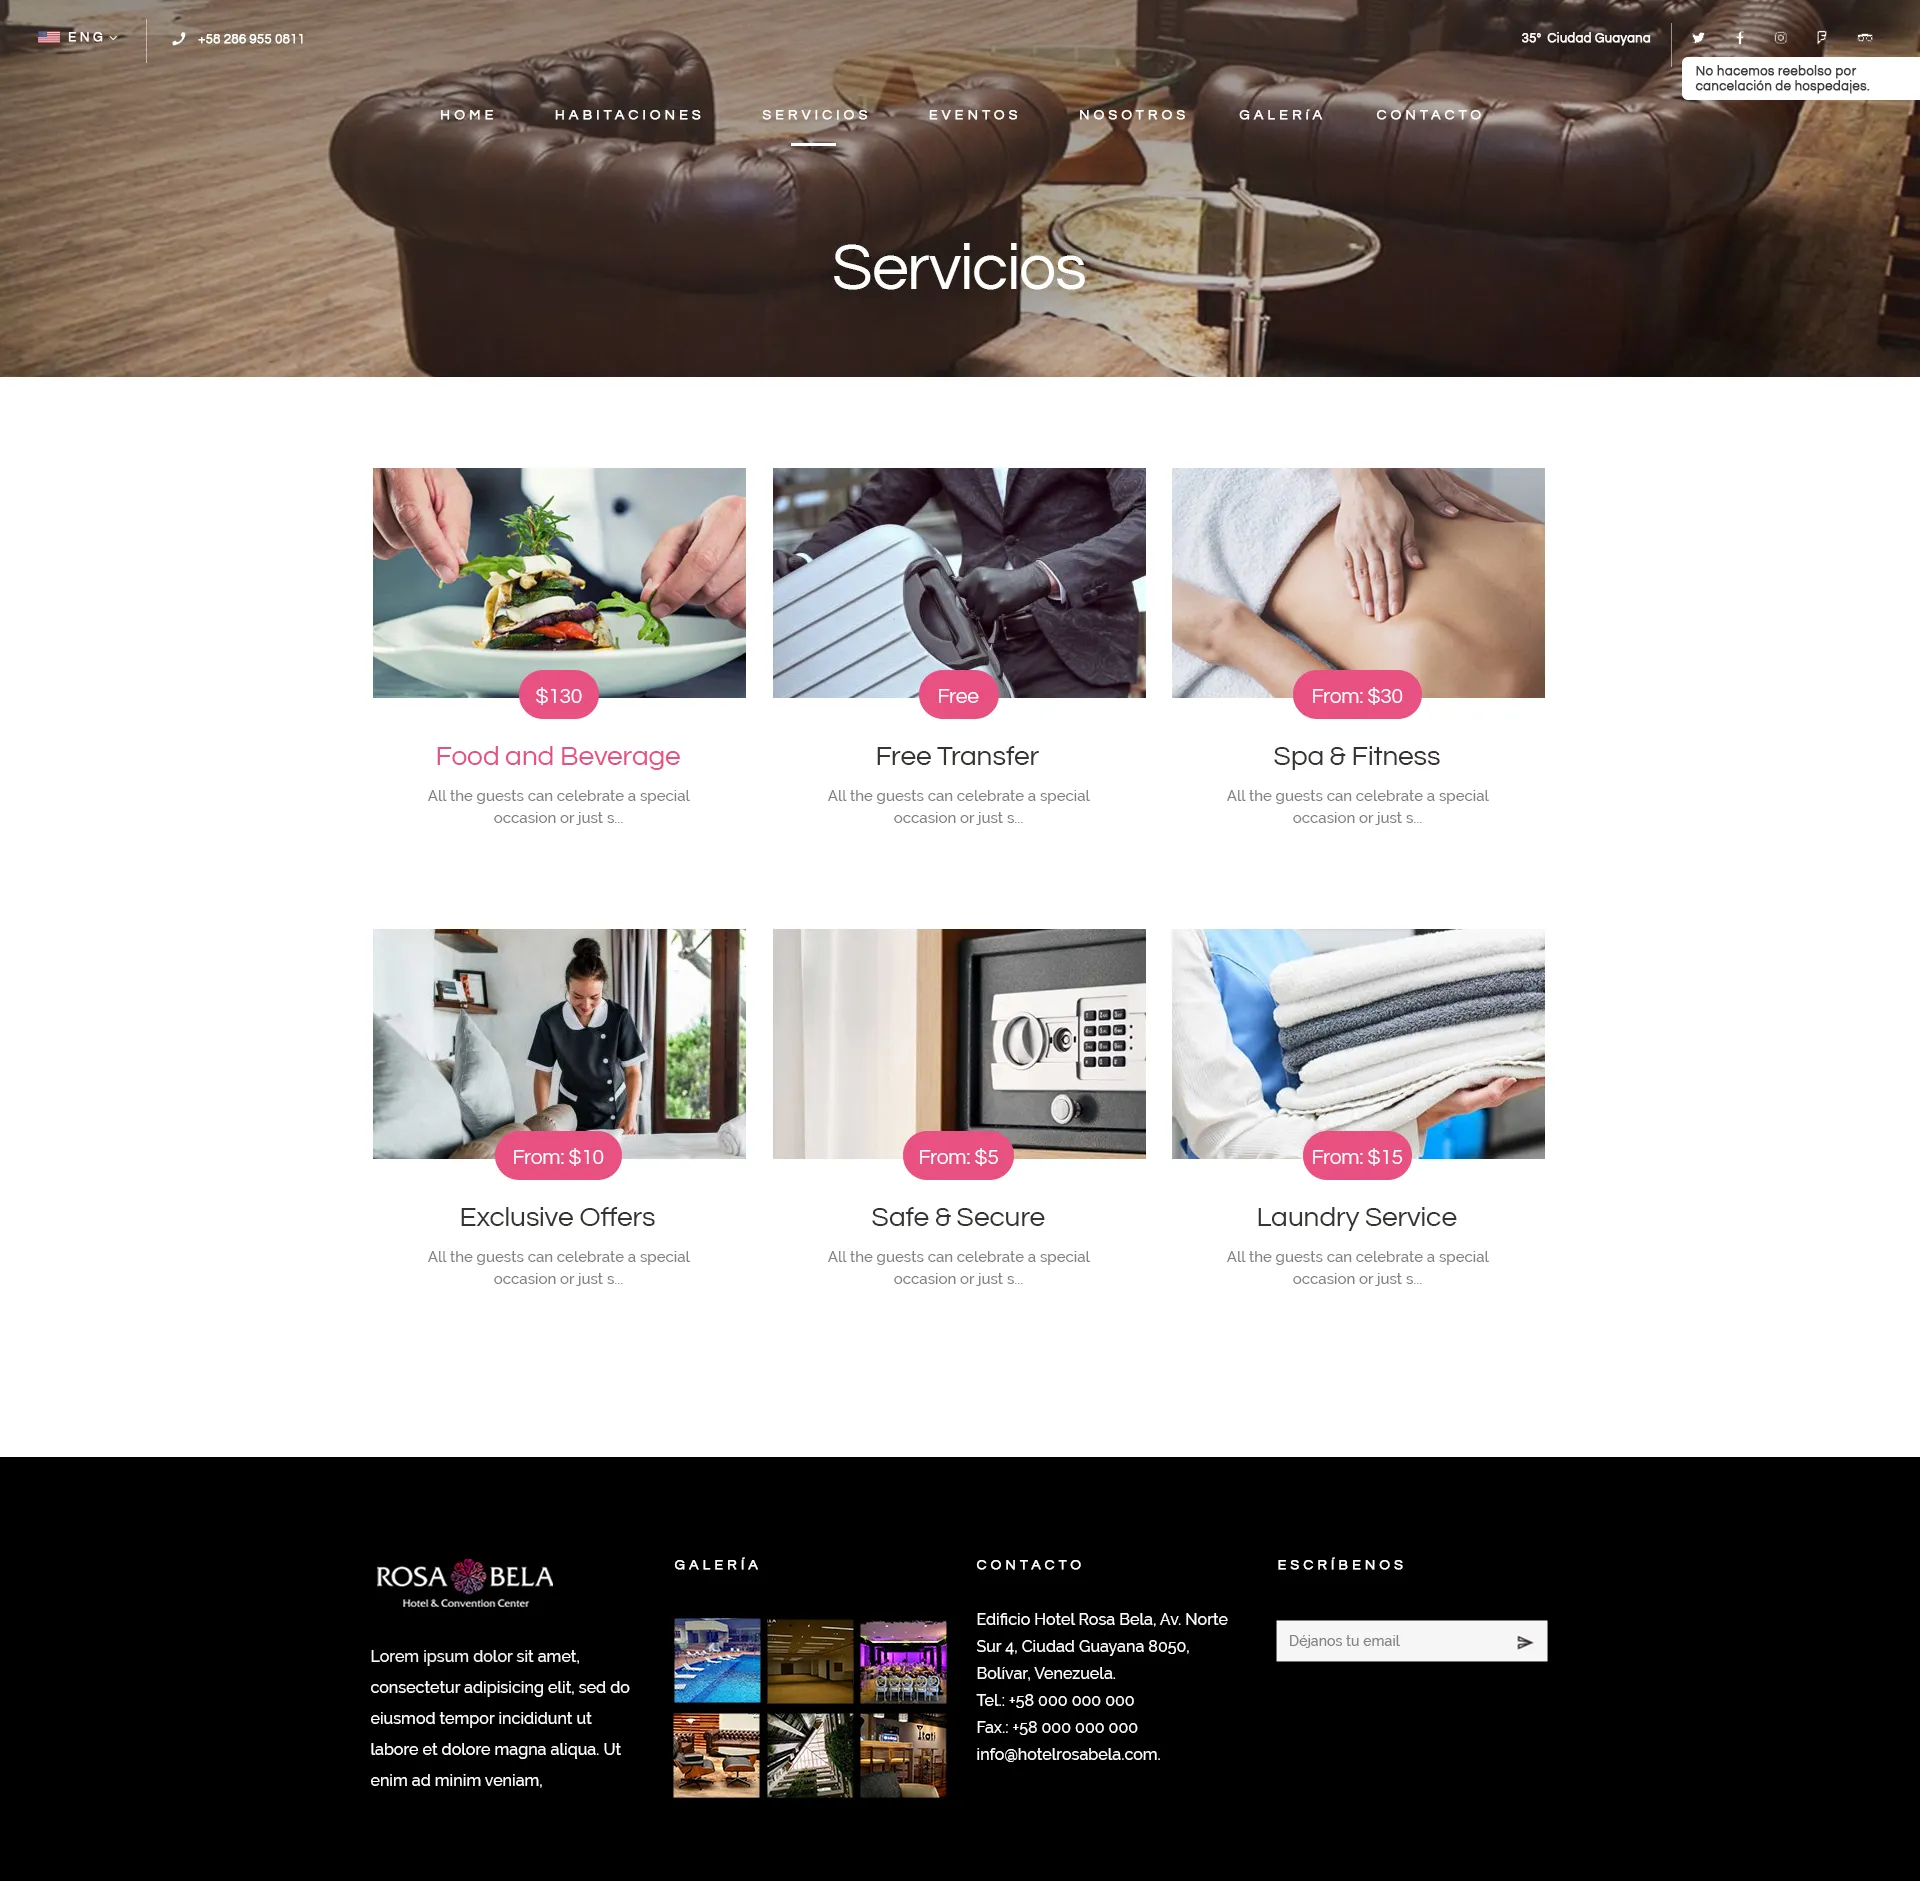 ENG
+58 286 955 0811
35° Ciudad Guayana
No hacemos reebolso por
cancelación de hospedajes.
HOME HABITACIONES SERVICIOS EVENTOS NOSOTROS GALERÍA CONTACTO
Servicios
$130
Free
From: $30
Food and Beverage
Free Transfer
Spa & Fitness
All the guests can celebrate a special
occasion or just s...
All the guests can celebrate a special
occasion or just s...
All the guests can celebrate a special
occasion or just s...
From: $10
From: $5
From: $15
Exclusive Offers
Safe & Secure
Laundry Service
All the guests can celebrate a special
occasion or just s...
All the guests can celebrate a special
occasion or just s...
All the guests can celebrate a special
occasion or just s...
ROSA BELA
Hotel & Convention Center
Lorem ipsum dolor sit amet,
consectetur adipisicing elit, sed do
eiusmod tempor incididunt ut
labore et dolore magna aliqua. Ut
enim ad minim veniam,
GALERÍA
Itatí
CONTACTO
Edificio Hotel Rosa Bela, Av. Norte
Sur 4, Ciudad Guayana 8050,
Bolívar, Venezuela.
Tel.: +58 000 000 000
Fax.: +58 000 000 000
info@hotelrosabela.com.
ESCRÍBENOS
Déjanos tu email